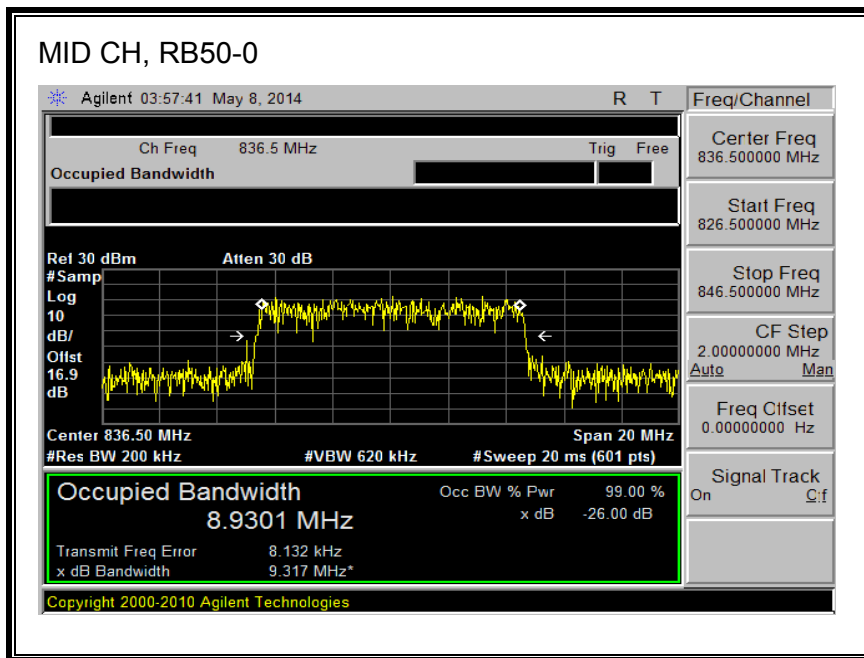 MID CH, RB50-0
Agilent 03:57:41 May 8, 2014 R T
Freq/Channel
Ch Freq 836.5 MHz Trig Free
Occupied Bandwidth
Center Freq
836.500000 MHz
Start Freq
826.500000 MHz
Stop Freq
846.500000 MHz
CF Step
2.00000000 MHz
Auto Man
Freq Offset
0.00000000 Hz
Signal Track
On Off
Ref 30 dBm Atten 30 dB
#Samp
Log
10
dB/
Offst
16.9
dB
Center 836.50 MHz Span 20 MHz
#Res BW 200 kHz #VBW 620 kHz #Sweep 20 ms (601 pts)
Occupied Bandwidth
8.9301 MHz
Occ BW % Pwr 99.00 %
x dB -26.00 dB
Transmit Freq Error 8.132 kHz
x dB Bandwidth 9.317 MHz*
Copyright 2000-2010 Agilent Technologies